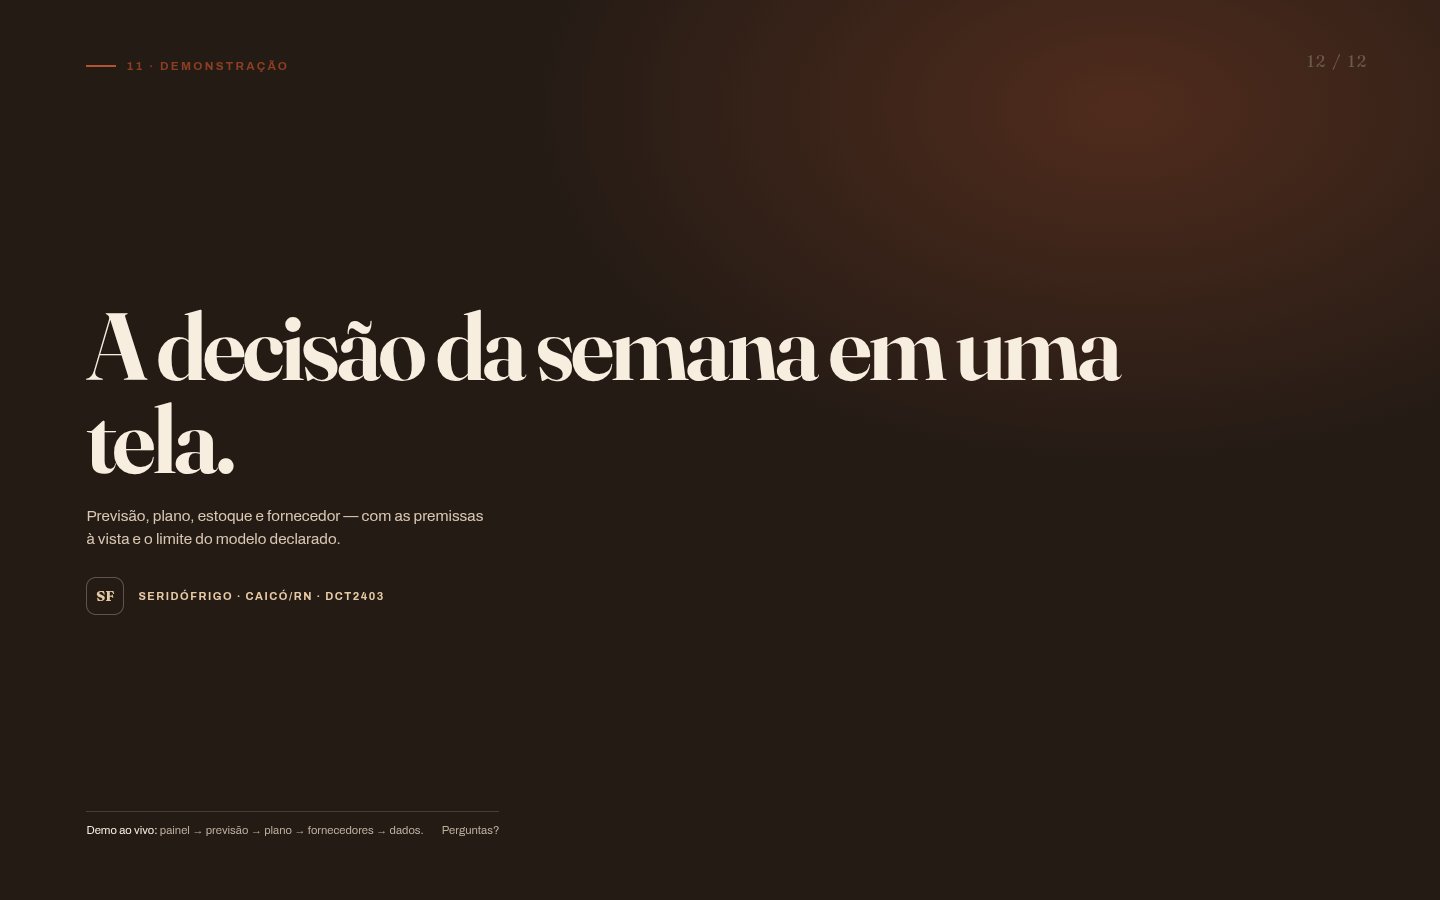 11 · DEMONSTRAÇÃO
12 / 12
A decisão da semana em uma
tela.
Previsão, plano, estoque e fornecedor — com as premissas
à vista e o limite do modelo declarado.
SF
SERIDÓFRIGO · CAICÓ/RN · DCT2403
Demo ao vivo: painel → previsão → plano → fornecedores → dados. Perguntas?